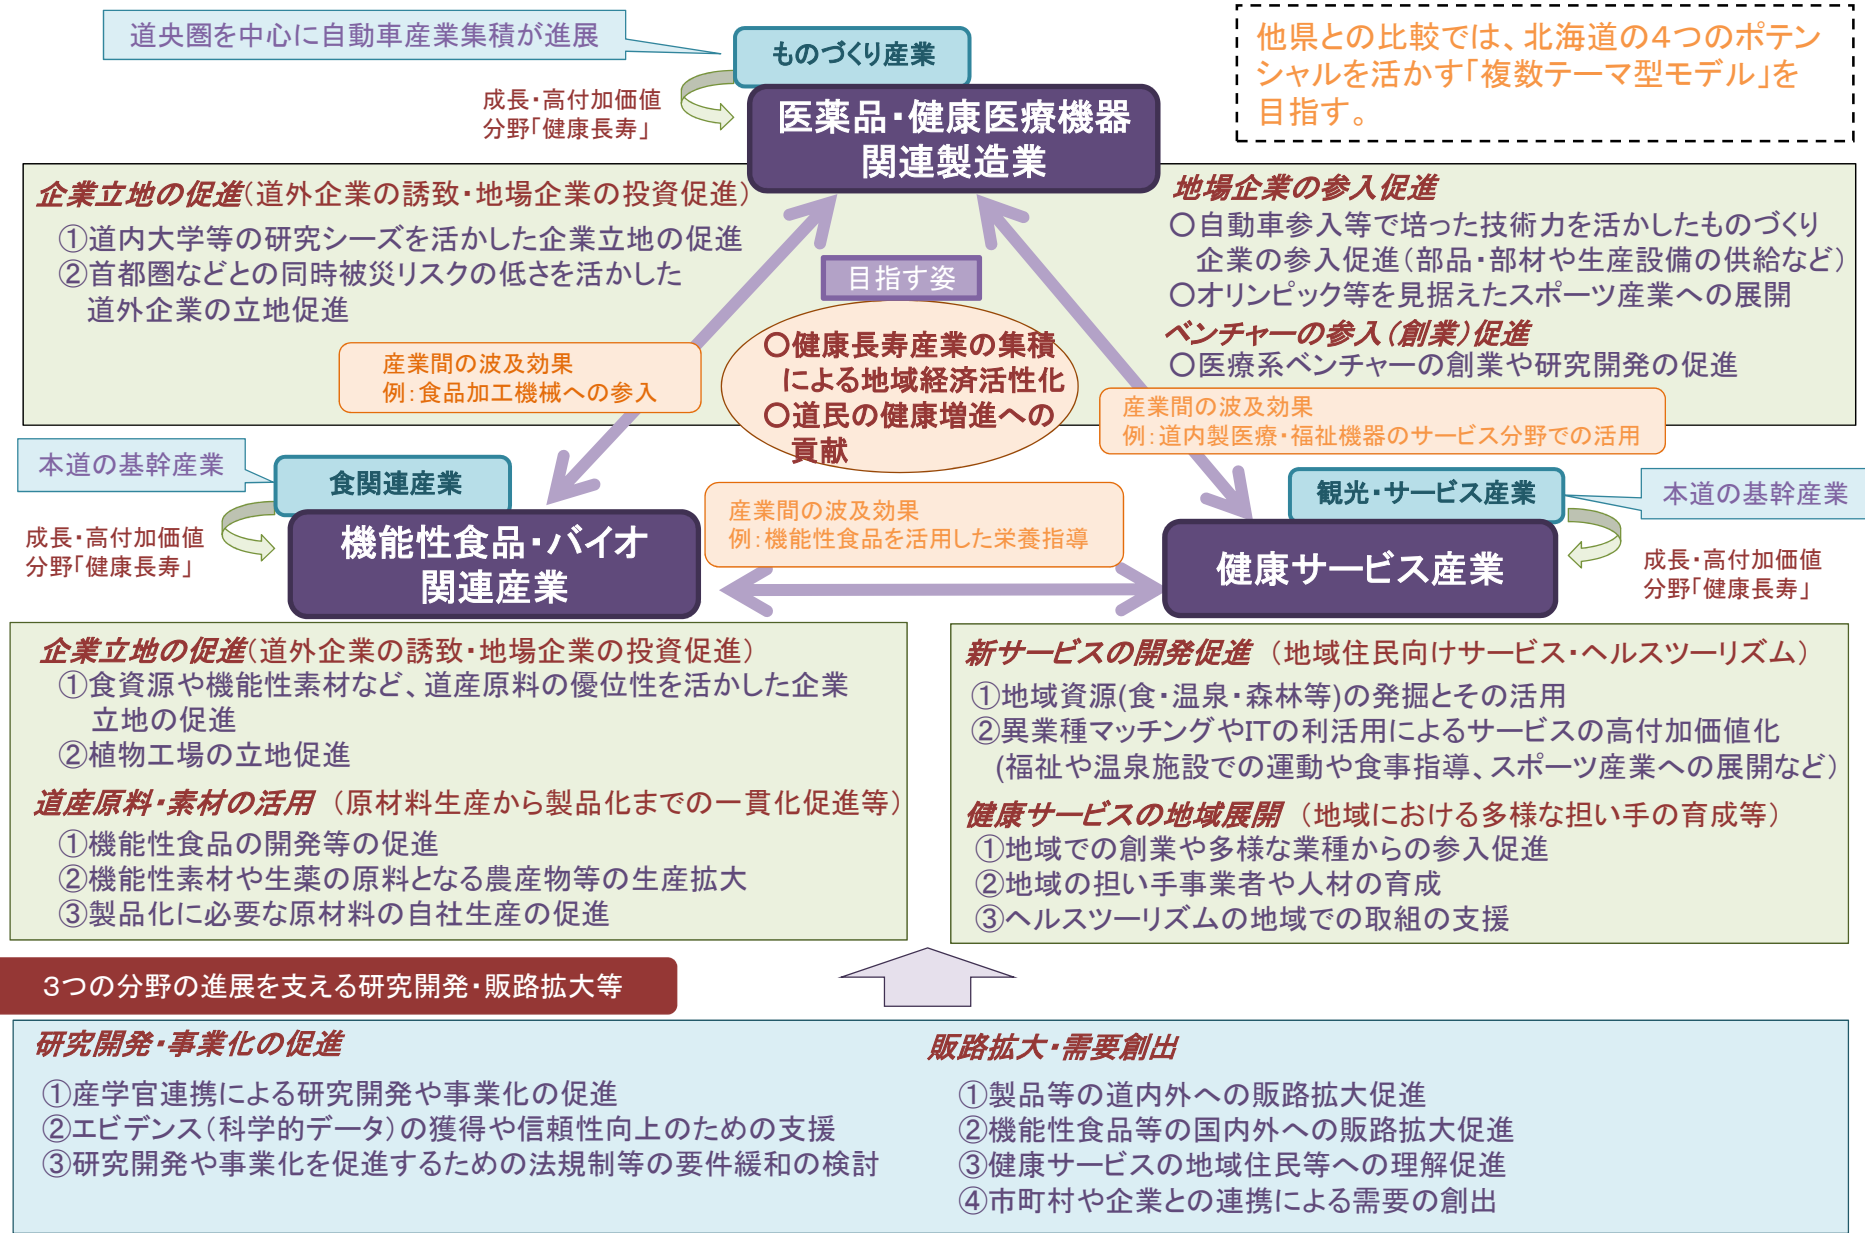 道央圏を中心に自動車産業集積が進展
ものづくり産業
成長・高付加価値
分野「健康長寿」
医薬品・健康医療機器
関連製造業
他県との比較では、北海道の４つのポテン
シャルを活かす「複数テーマ型モデル」を
目指す。
企業立地の促進(道外企業の誘致・地場企業の投資促進)
①道内大学等の研究シーズを活かした企業立地の促進
②首都圏などとの同時被災リスクの低さを活かした
道外企業の立地促進
地場企業の参入促進
○自動車参入等で培った技術力を活かしたものづくり
企業の参入促進(部品・部材や生産設備の供給など)
○オリンピック等を見据えたスポーツ産業への展開
ベンチャーの参入(創業)促進
○医療系ベンチャーの創業や研究開発の促進
目指す姿
○健康長寿産業の集積
による地域経済活性化
○道民の健康増進への
貢献
産業間の波及効果
例:食品加工機械への参入
産業間の波及効果
例:道内製医療・福祉機器のサービス分野での活用
本道の基幹産業
食関連産業
成長・高付加価値
分野「健康長寿」
機能性食品・バイオ
関連産業
産業間の波及効果
例:機能性食品を活用した栄養指導
観光・サービス産業
本道の基幹産業
健康サービス産業
成長・高付加価値
分野「健康長寿」
企業立地の促進(道外企業の誘致・地場企業の投資促進)
①食資源や機能性素材など、道産原料の優位性を活かした企業
立地の促進
②植物工場の立地促進
道産原料・素材の活用 (原材料生産から製品化までの一貫化促進等)
①機能性食品の開発等の促進
②機能性素材や生薬の原料となる農産物等の生産拡大
③製品化に必要な原材料の自社生産の促進
新サービスの開発促進 (地域住民向けサービス・ヘルスツーリズム)
①地域資源(食・温泉・森林等)の発掘とその活用
②異業種マッチングやITの利活用によるサービスの高付加価値化
(福祉や温泉施設での運動や食事指導、スポーツ産業への展開など)
健康サービスの地域展開 (地域における多様な担い手の育成等)
①地域での創業や多様な業種からの参入促進
②地域の担い手事業者や人材の育成
③ヘルスツーリズムの地域での取組の支援
３つの分野の進展を支える研究開発・販路拡大等
研究開発・事業化の促進
①産学官連携による研究開発や事業化の促進
②エビデンス(科学的データ)の獲得や信頼性向上のための支援
③研究開発や事業化を促進するための法規制等の要件緩和の検討
販路拡大・需要創出
①製品等の道内外への販路拡大促進
②機能性食品等の国内外への販路拡大促進
③健康サービスの地域住民等への理解促進
④市町村や企業との連携による需要の創出